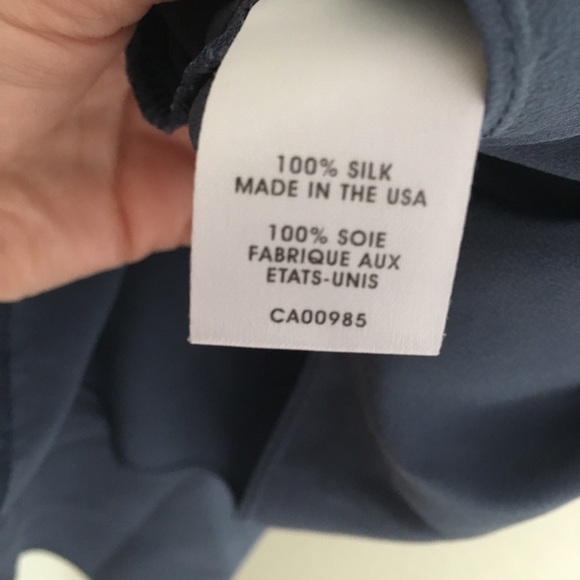 100% SILK
MADE IN THE USA
100% SOIE
FABRIQUE AUX
ETATS-UNIS
CA00985